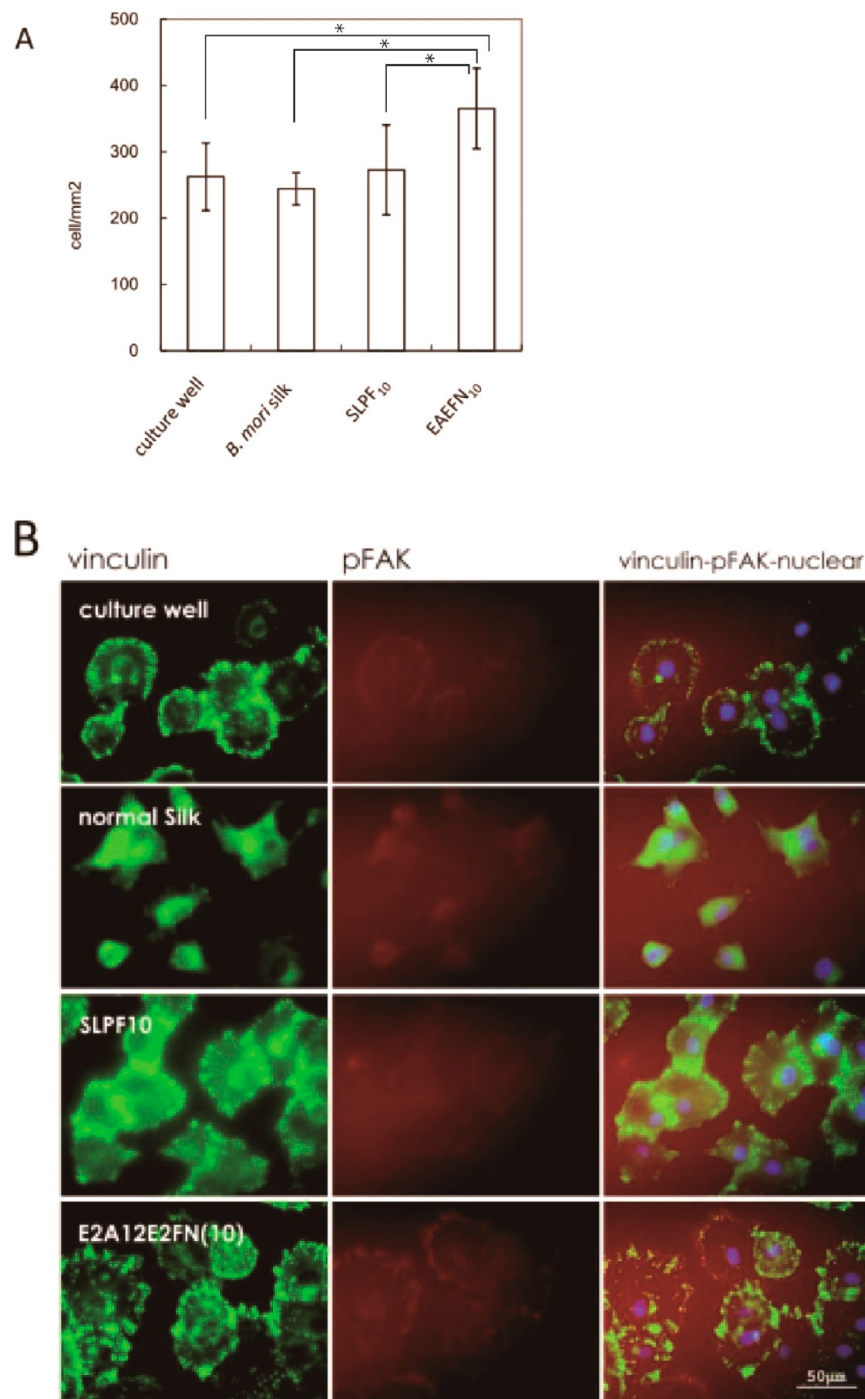 A
500
400
300
200
100
0
cell/mm2
*
*
*
culture well
B. mori silk
SLPF₁₀
EAEFN₁₀
B
vinculin
pFAK
vinculin-pFAK-nuclear
culture well
normal Silk
SLPF10
E2A12E2FN(10)
50µm